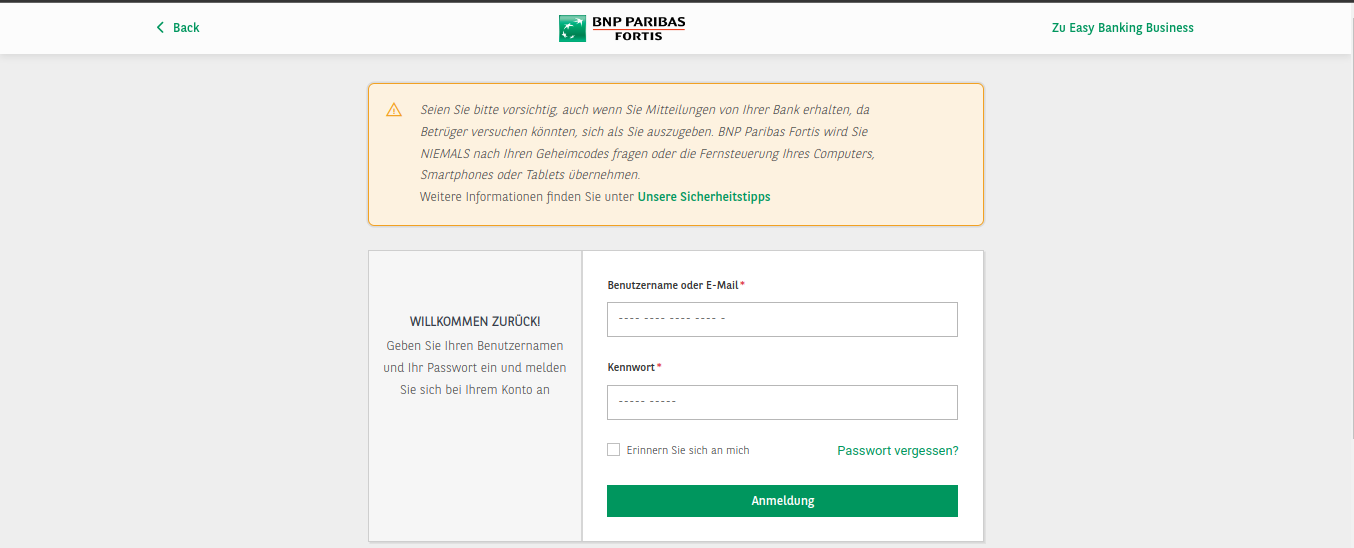 Back
BNP PARIBAS
FORTIS
Zu Easy Banking Business
Seien Sie bitte vorsichtig, auch wenn Sie Mitteilungen von Ihrer Bank erhalten, da
Betrüger versuchen könnten, sich als Sie auszugeben. BNP Paribas Fortis wird Sie
NIEMALS nach Ihren Geheimcodes fragen oder die Fernsteuerung Ihres Computers,
Smartphones oder Tablets übernehmen.
Weitere Informationen finden Sie unter Unsere Sicherheitstipps
WILLKOMMEN ZURÜCK!
Geben Sie Ihren Benutzernamen
und Ihr Passwort ein und melden
Sie sich bei Ihrem Konto an
Benutzername oder E-Mail *
---- ---- ---- ---- -
Kennwort *
----- -----
Erinnern Sie sich an mich
Passwort vergessen?
Anmeldung